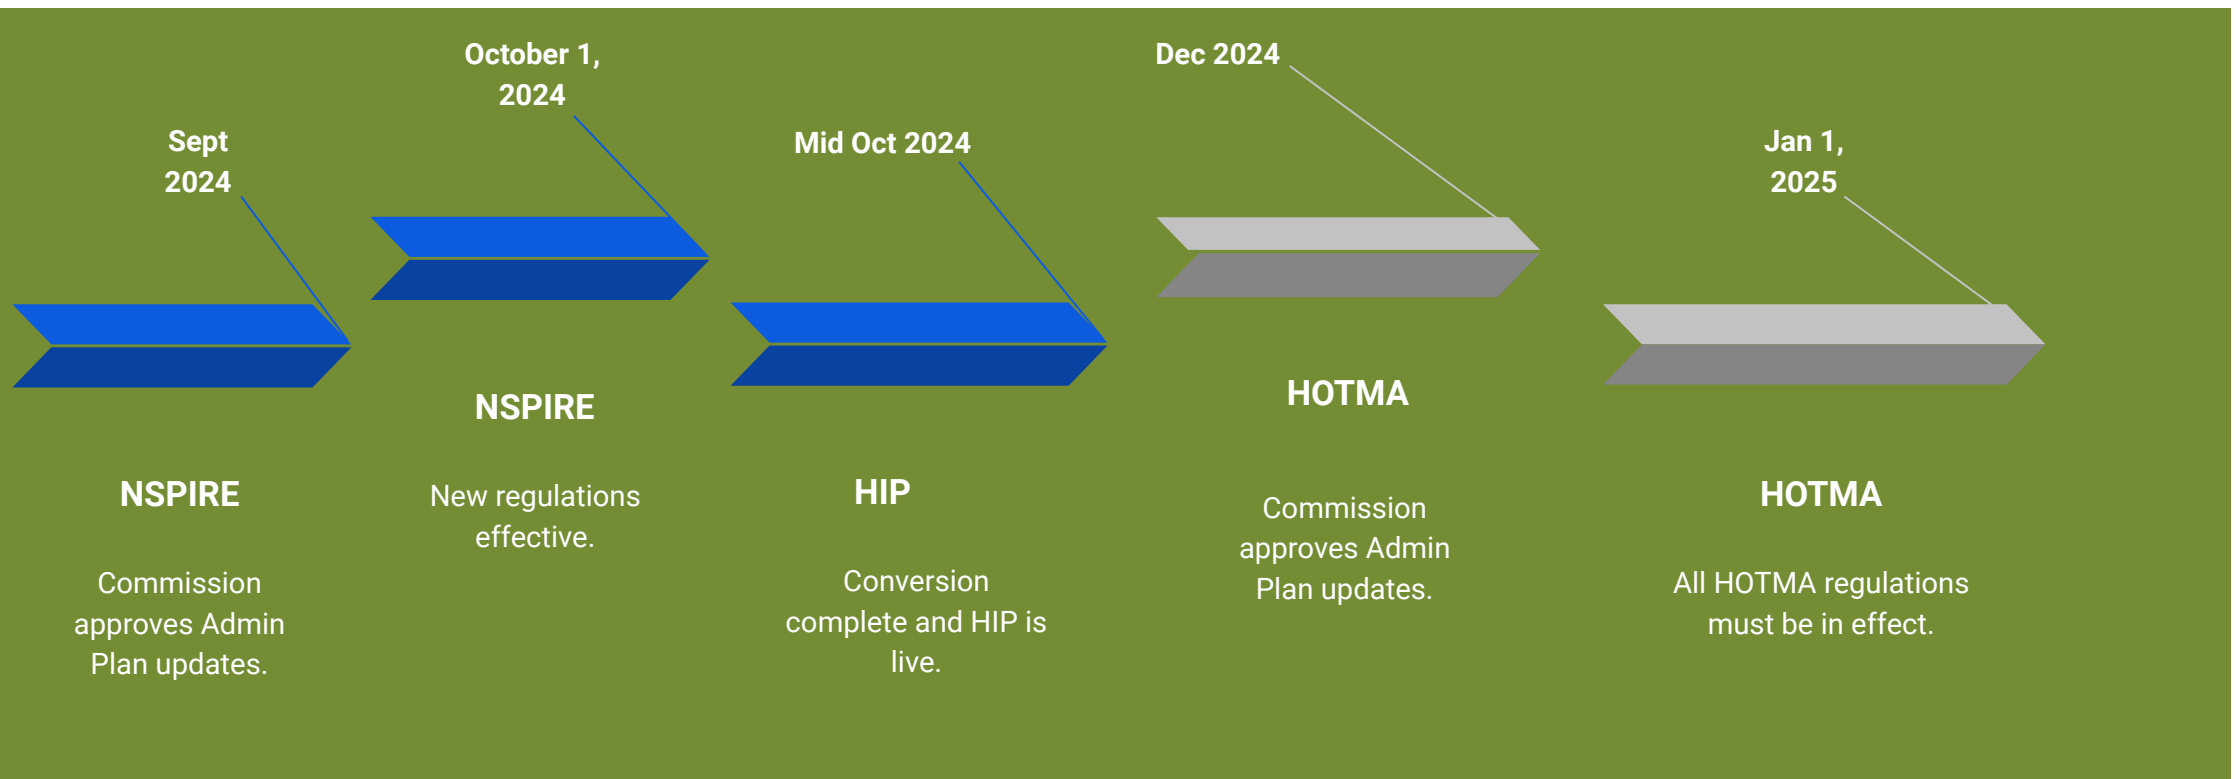 Sept
2024
NSPIRE
Commission
approves Admin
Plan updates.
October 1,
2024
NSPIRE
New regulations
effective.
Mid Oct 2024
HIP
Conversion
complete and HIP is
live.
Dec 2024
HOTMA
Commission
approves Admin
Plan updates.
Jan 1,
2025
HOTMA
All HOTMA regulations
must be in effect.